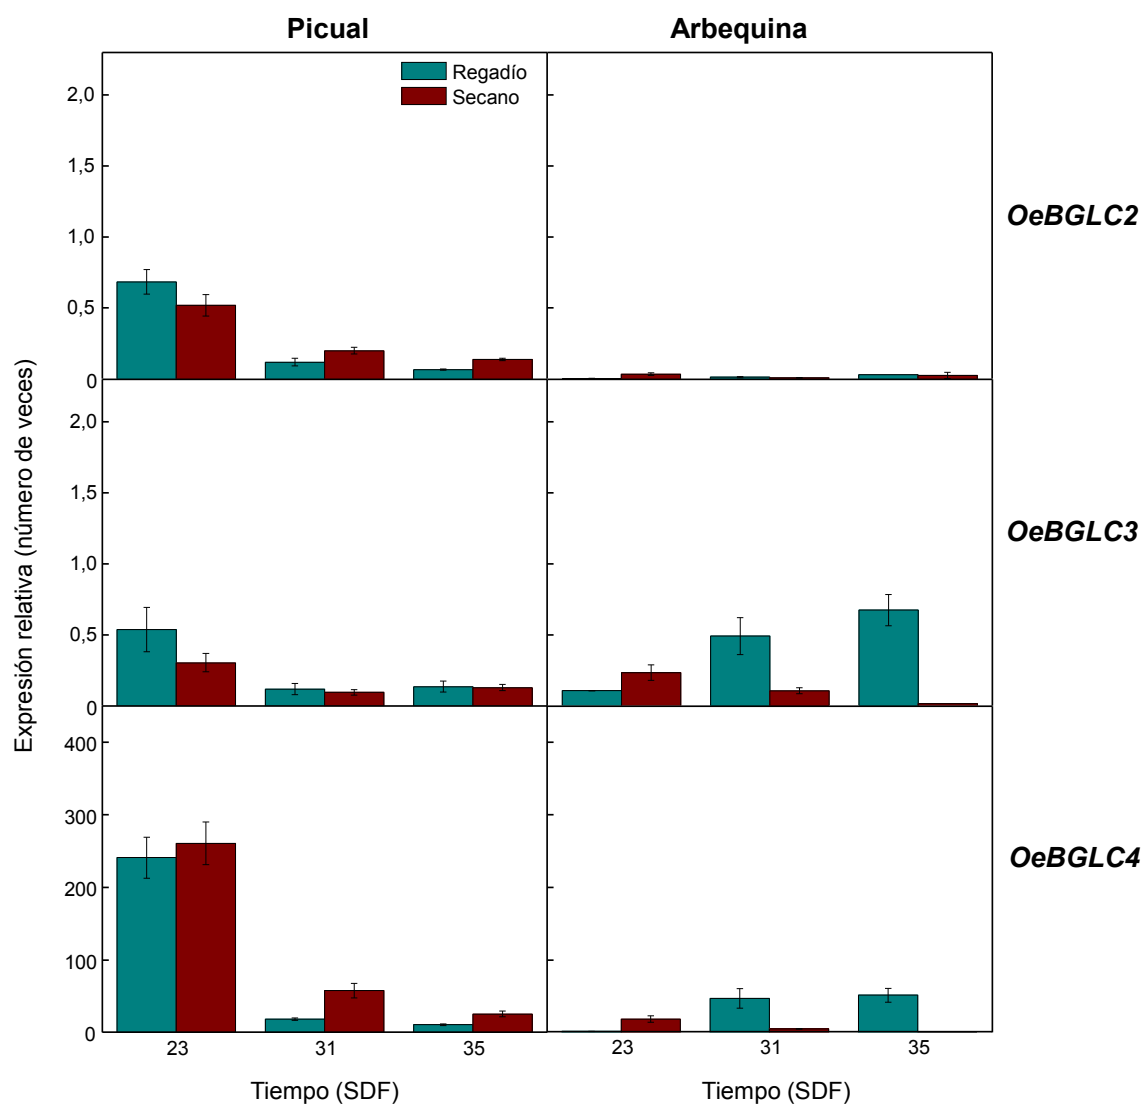 Picual Arbequina
Regadío
Secano
2,0
1,5
1,0
0,5
0
OeBGLC2
2,0
1,5
1,0
0,5
0
OeBGLC3
Expresión relativa (número de veces)
400
300
200
100
0
OeBGLC4
23 31 35 23 31 35
Tiempo (SDF) Tiempo (SDF)